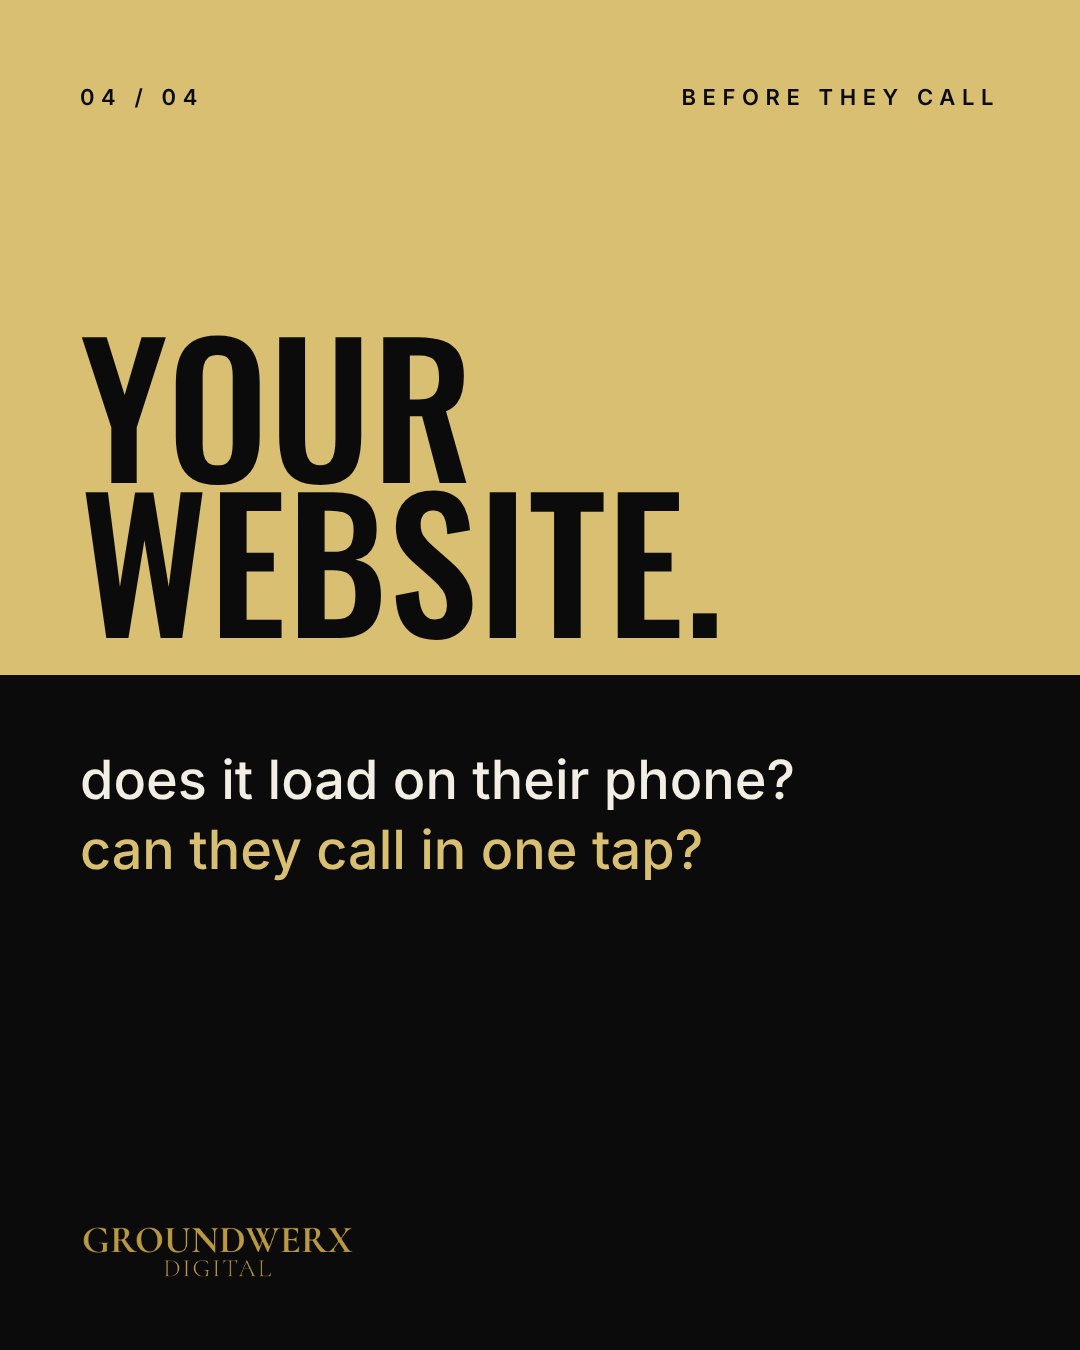 04 / 04
BEFORE THEY CALL
YOUR
WEBSITE.
does it load on their phone?
can they call in one tap?
GROUNDWERX
DIGITAL